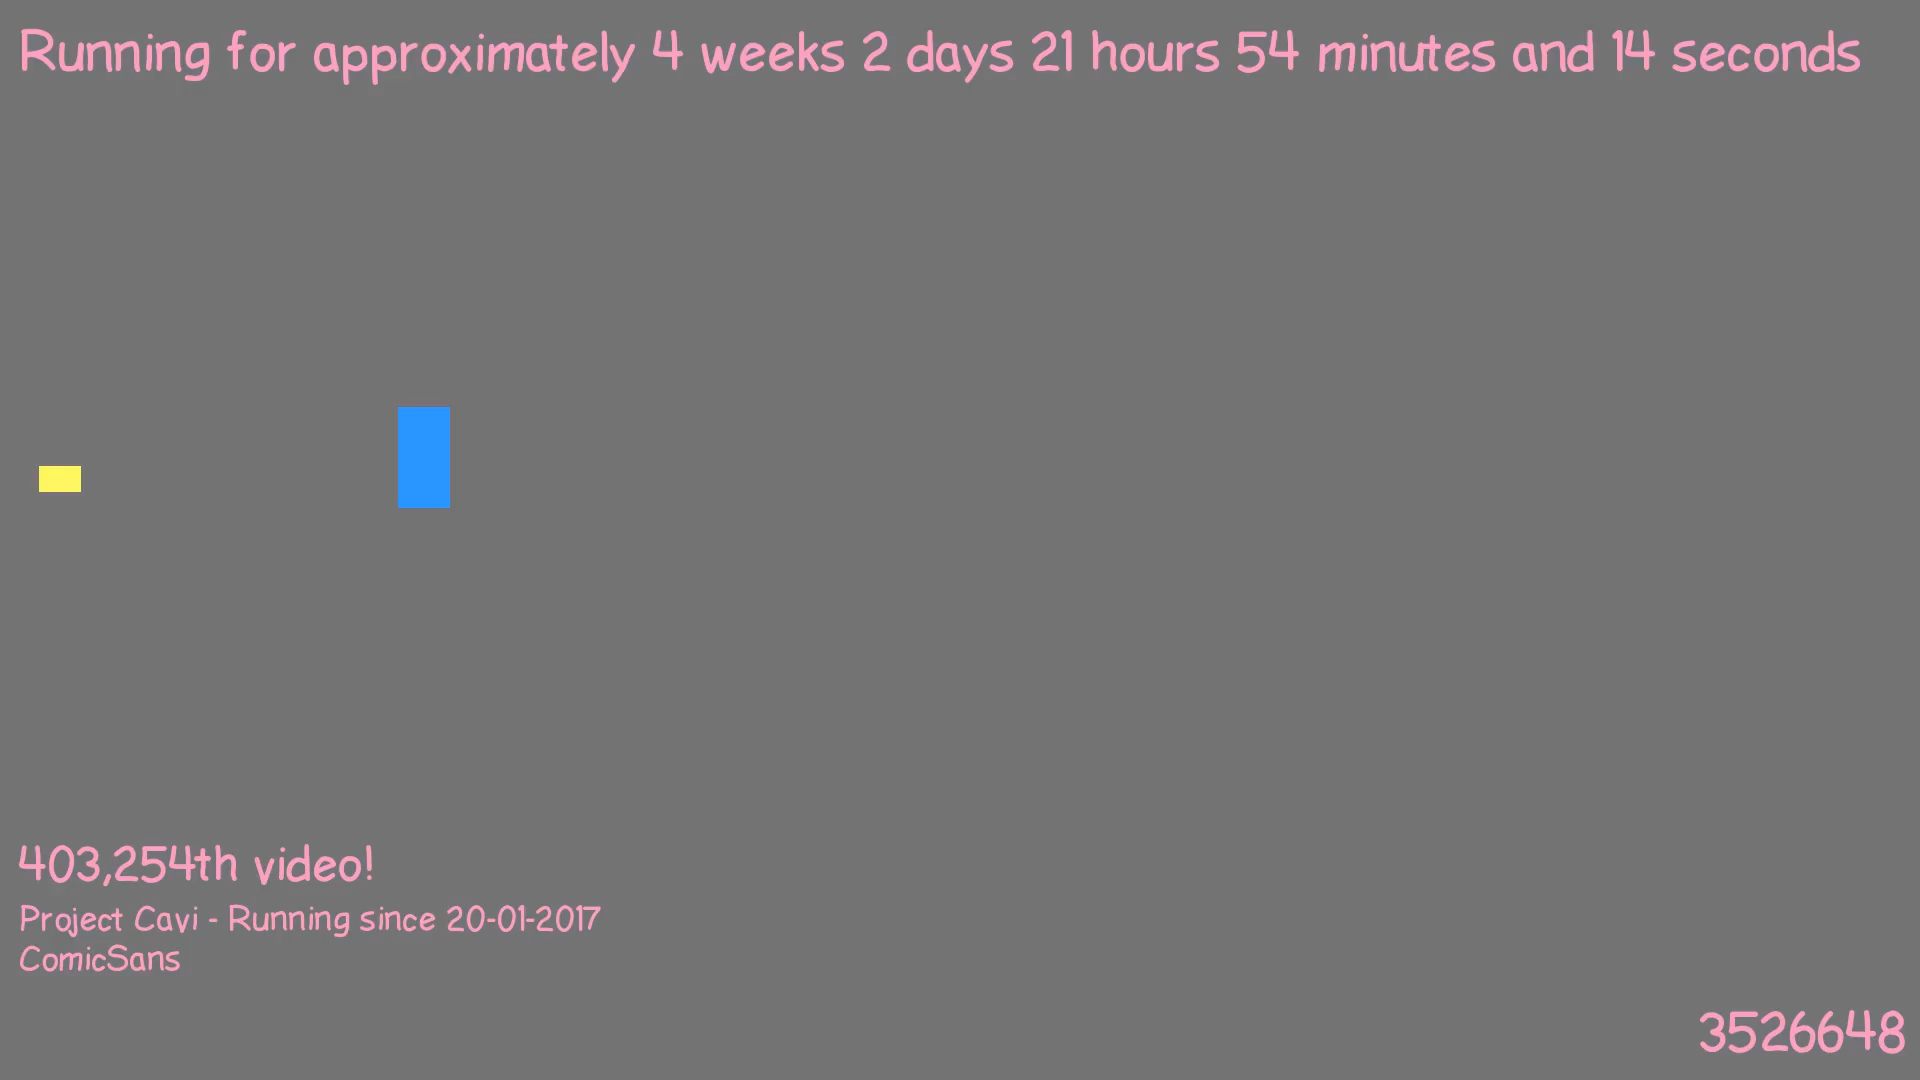 Running for approximately 4 weeks 2 days 21 hours 54 minutes and 14 seconds
403,254th video!
Project Cavi - Running since 20-01-2017
ComicSans
3526648